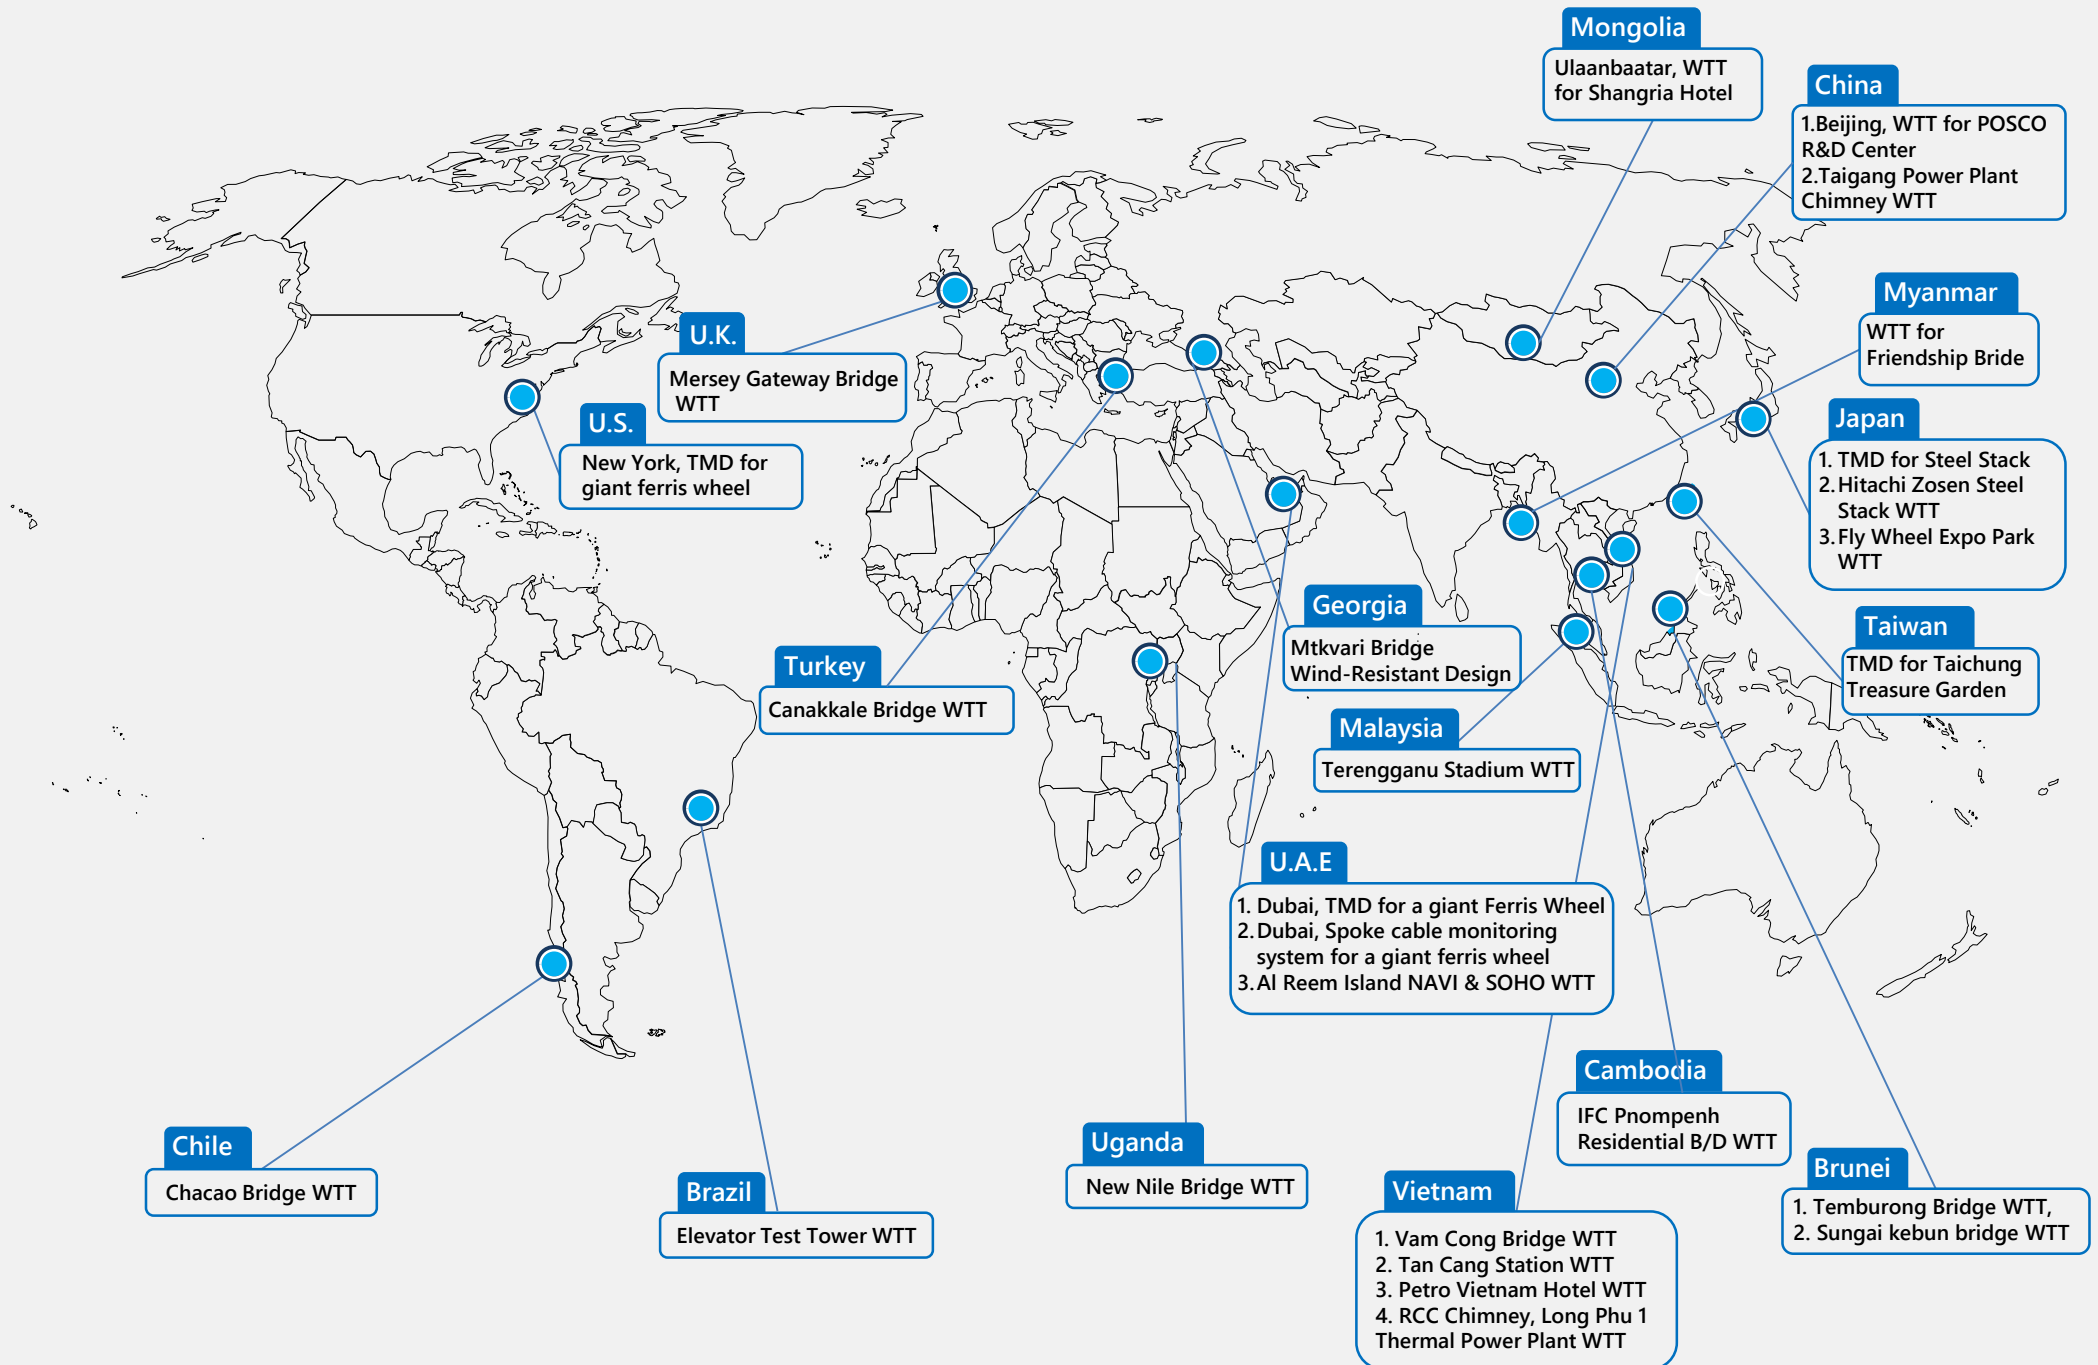 Mongolia
Ulaanbaatar, WTT
for Shangria Hotel
China
1.Beijing, WTT for POSCO
R&D Center
2.Taigang Power Plant
Chimney WTT
Myanmar
WTT for
Friendship Bride
U.K.
Mersey Gateway Bridge
WTT
U.S.
New York, TMD for
giant ferris wheel
Japan
1. TMD for Steel Stack
2. Hitachi Zosen Steel
Stack WTT
3. Fly Wheel Expo Park
WTT
Georgia
Mtkvari Bridge
Wind-Resistant Design
Taiwan
TMD for Taichung
Treasure Garden
Turkey
Canakkale Bridge WTT
Malaysia
Terengganu Stadium WTT
U.A.E
1. Dubai, TMD for a giant Ferris Wheel
2. Dubai, Spoke cable monitoring
system for a giant ferris wheel
3. Al Reem Island NAVI & SOHO WTT
Cambodia
IFC Pnompenh
Residential B/D WTT
Chile
Chacao Bridge WTT
Brazil
Elevator Test Tower WTT
Uganda
New Nile Bridge WTT
Vietnam
1. Vam Cong Bridge WTT
2. Tan Cang Station WTT
3. Petro Vietnam Hotel WTT
4. RCC Chimney, Long Phu 1
Thermal Power Plant WTT
Brunei
1. Temburong Bridge WTT,
2. Sungai kebun bridge WTT